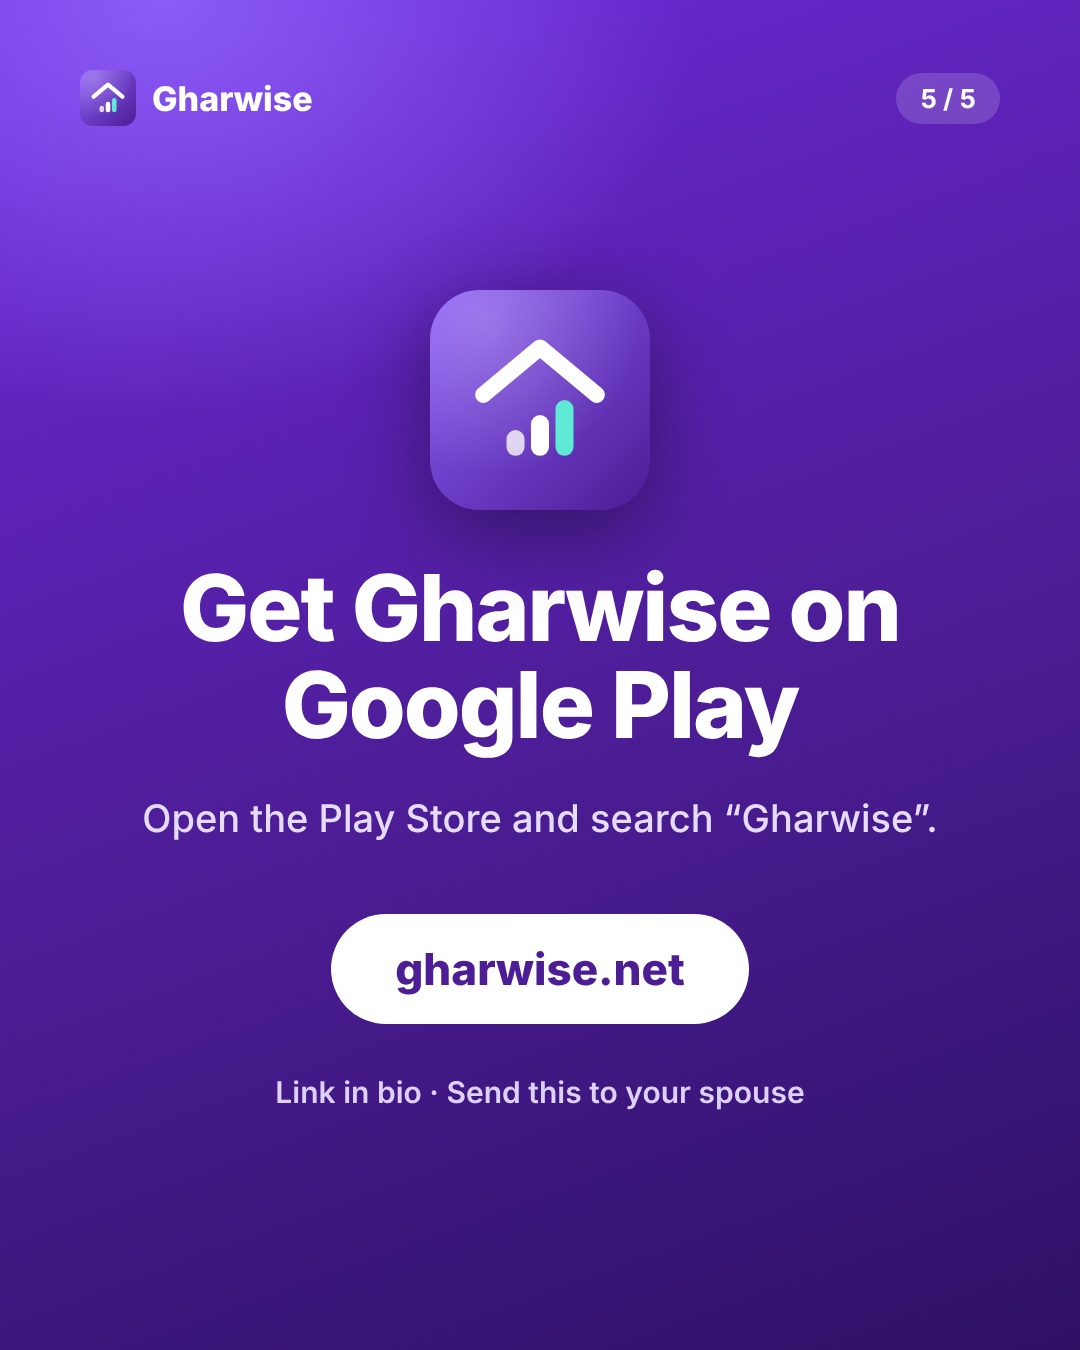 Gharwise
5 / 5
Get Gharwise on
Google Play
Open the Play Store and search “Gharwise”.
gharwise.net
Link in bio · Send this to your spouse